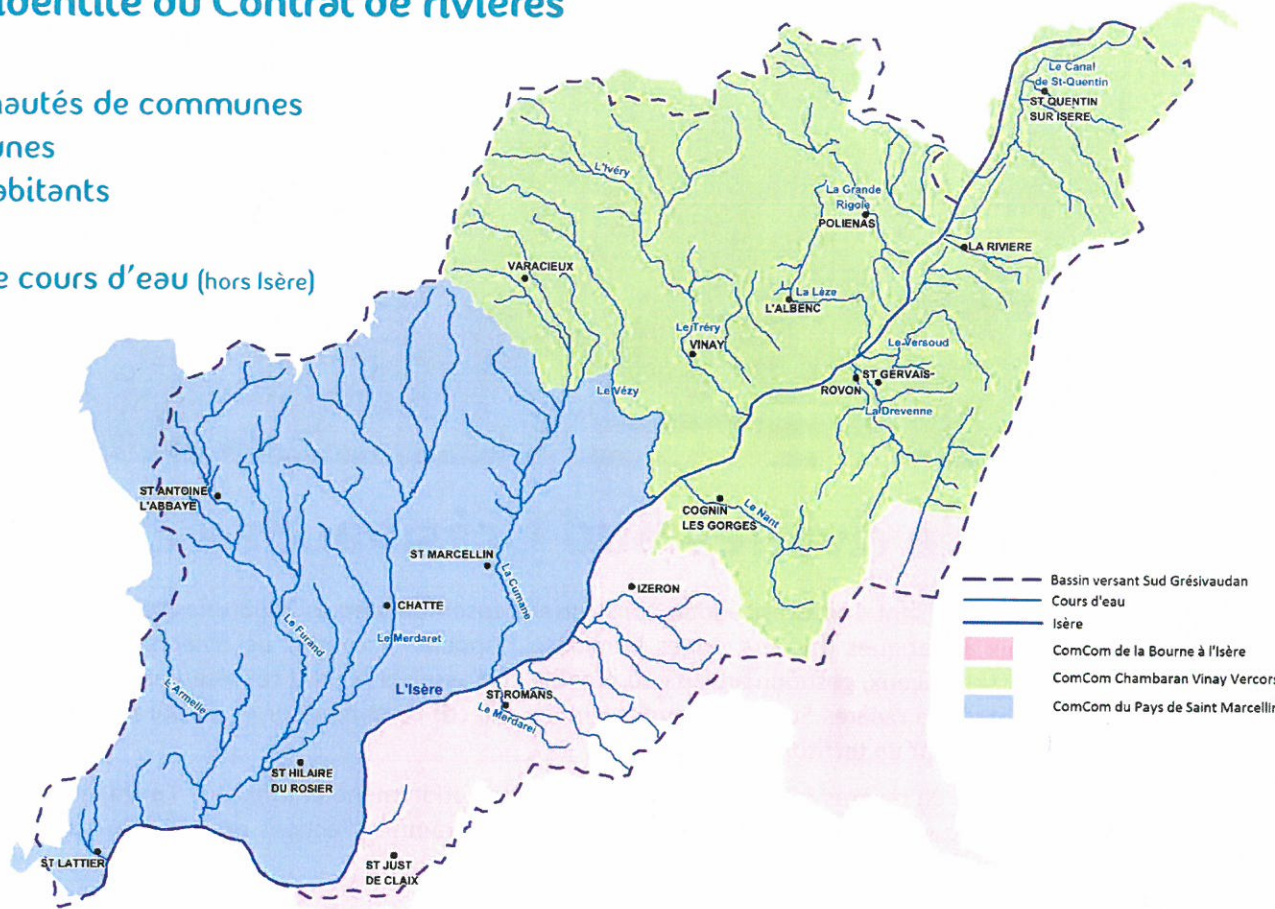 identité du Contrat de rivières
nautés de communes
unes
abitants
e cours d'eau (hors Isère)
Le Canal
de St-Quentin
ST QUENTIN
SUR ISERE
L'Ivéry
La Grande
Rigole
POLIENAS
LA RIVIERE
VARACIEUX
La Lèze
L'ALBENC
Le Tréry
VINAY
Le Versoud
ST GERVAIS-
ROVON
La Drevenne
Le Vézy
ST ANTOINE
L'ABBAYE
COGNIN
LES GORGES
Le Nant
ST MARCELLIN
La Cumane
IZERON
CHATTE
Le Furand
Le Merdaret
L'Isère
L'Armelle
ST ROMANS
Le Merdarel
ST HILAIRE
DU ROSIER
ST LATTIER
ST JUST
DE CLAIX
Bassin versant Sud Grésivaudan
Cours d'eau
Isère
ComCom de la Bourne à l'Isère
ComCom Chambaran Vinay Vercors
ComCom du Pays de Saint Marcellin